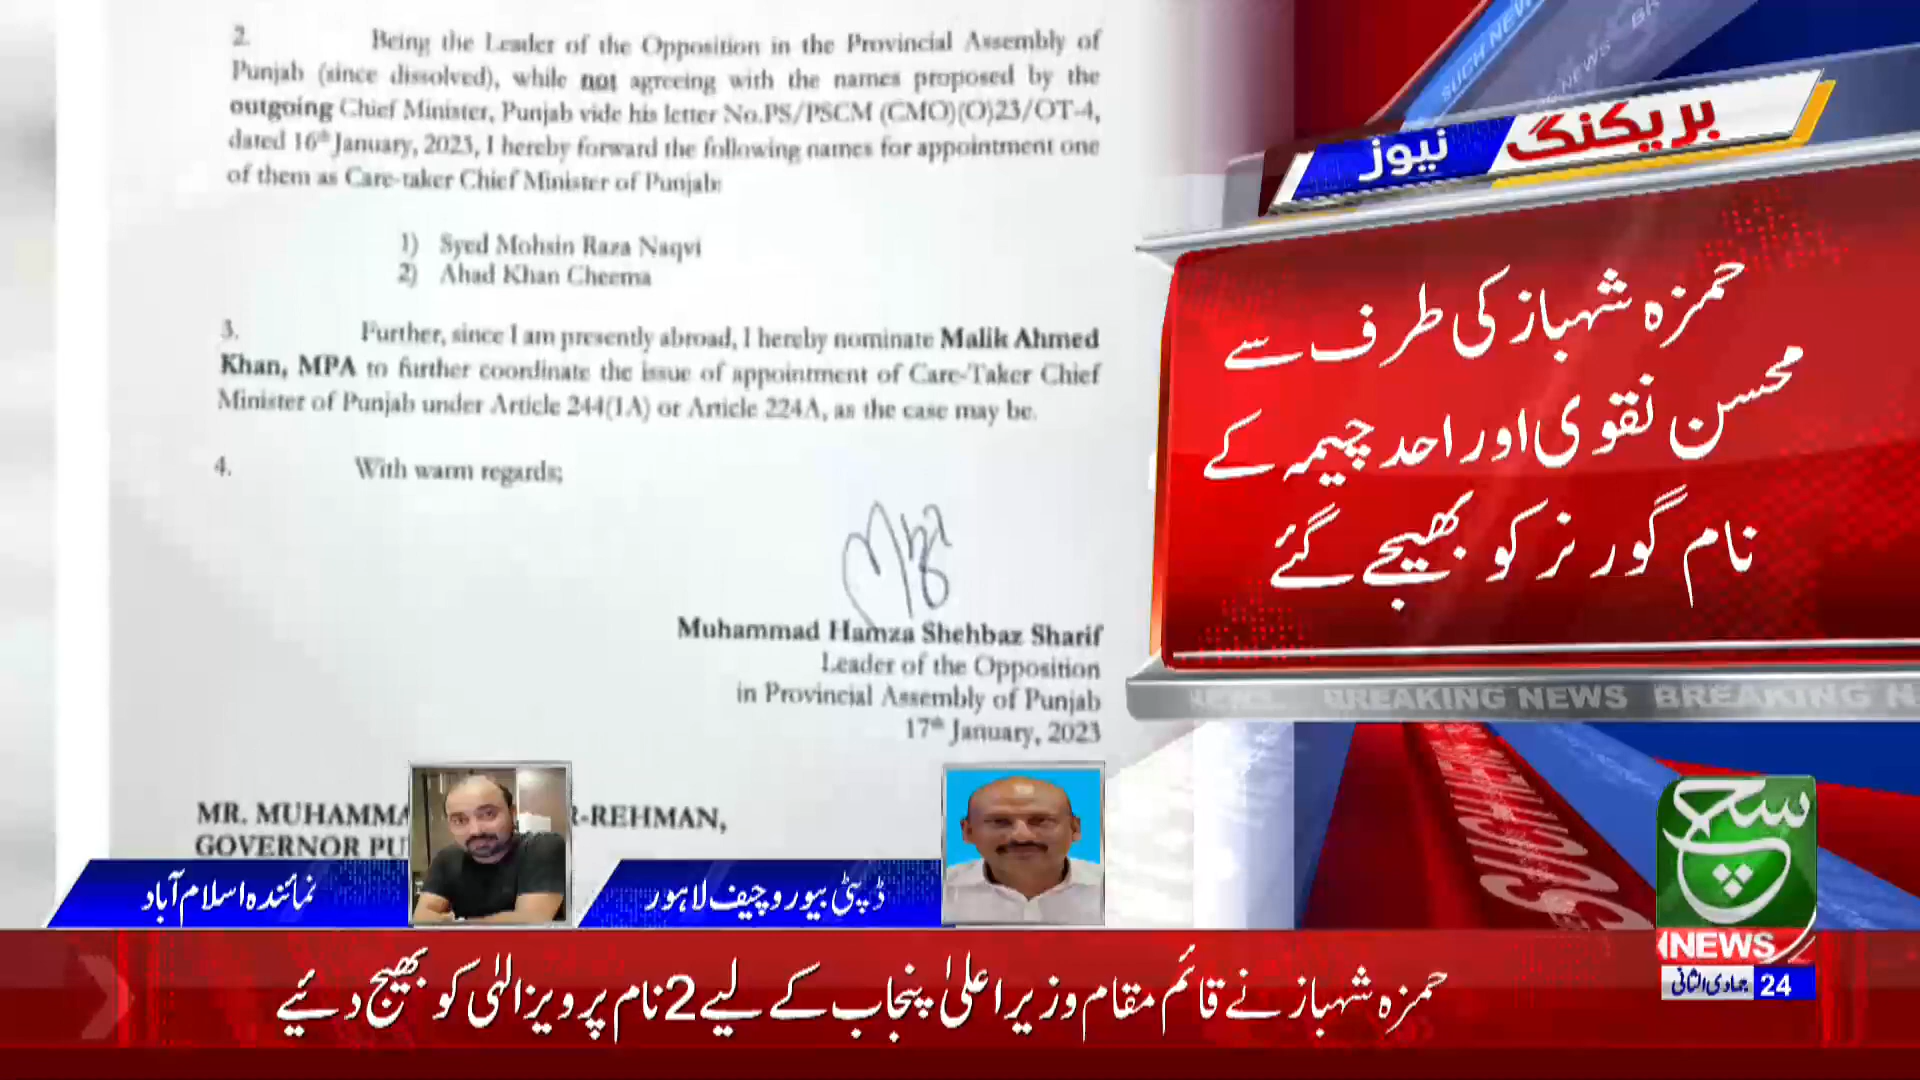 2. Being the Leader of the Opposition in the Provincial Assembly of
Punjab (since dissolved), while not agreeing with the names proposed by the
outgoing Chief Minister, Punjab vide his letter No.PS/PSCM (CMO)(O)23/OT-4,
dated 16th January, 2023, I hereby forward the following names for appointment one
of them as Care-taker Chief Minister of Punjab:
1) Syed Mohsin Raza Naqvi
2) Ahad Khan Cheema
3. Further, since I am presently abroad, I hereby nominate Malik Ahmed
Khan, MPA to further coordinate the issue of appointment of Care-Taker Chief
Minister of Punjab under Article 244(1A) or Article 224A, as the case may be.
4. With warm regards;
Muhammad Hamza Shehbaz Sharif
Leader of the Opposition
in Provincial Assembly of Punjab
17th January, 2023
MR. MUHAMMA R-REHMAN,
GOVERNOR PU
بریکنگ نیوز
حمزہ شہباز کی طرف سے
محسن نقوی اور احد چیمہ کے
نام گورنر کو بھیجے گئے
NEWS BREAKING NEWS BREAKING N
نمائندہ اسلام آباد
ڈپٹی بیورو چیف لاہور
سچ
NEWS
24 جمادی الثانی
حمزہ شہباز نے قائم مقام وزیراعلیٰ پنجاب کے لیے 2 نام پرویز الہٰی کو بھیج دئیے